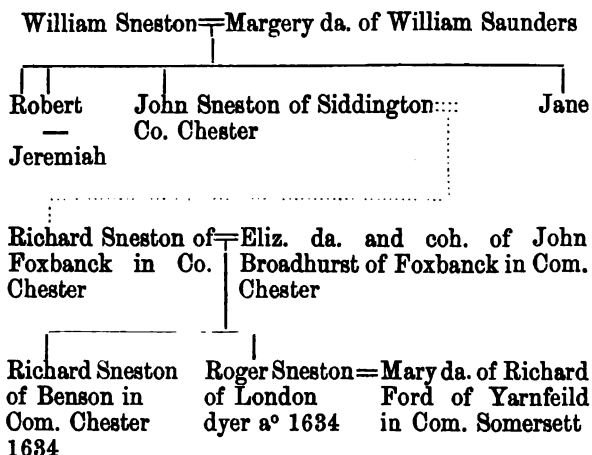 William Sneston=Margery da. of William Saunders
Robert
—
Jeremiah
John Sneston of Siddington
Co. Chester
Jane
Richard Sneston of=Eliz. da. and coh. of John
Foxbanck in Co.
Chester
Broadhurst of Foxbanck in Com.
Chester
Richard Sneston
of Benson in
Com. Chester
1634
Roger Sneston=Mary da. of Richard
of London
dyer aº 1634
Ford of Yarnfeild
in Com. Somersett